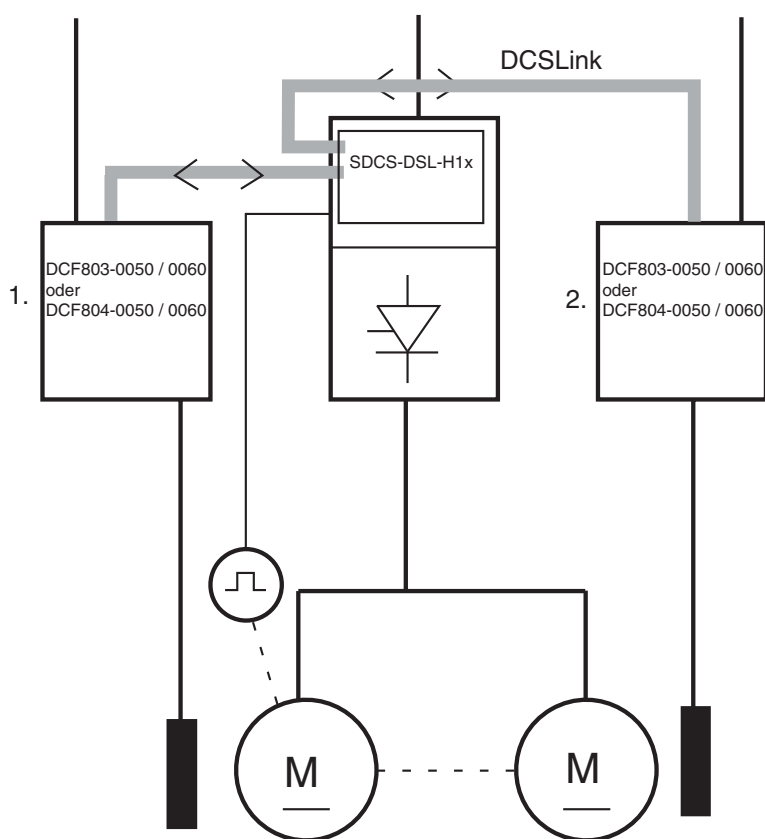 DCSLink
SDCS-DSL-H1x
1.
DCF803-0050 / 0060
oder
DCF804-0050 / 0060
2.
DCF803-0050 / 0060
oder
DCF804-0050 / 0060
M
M